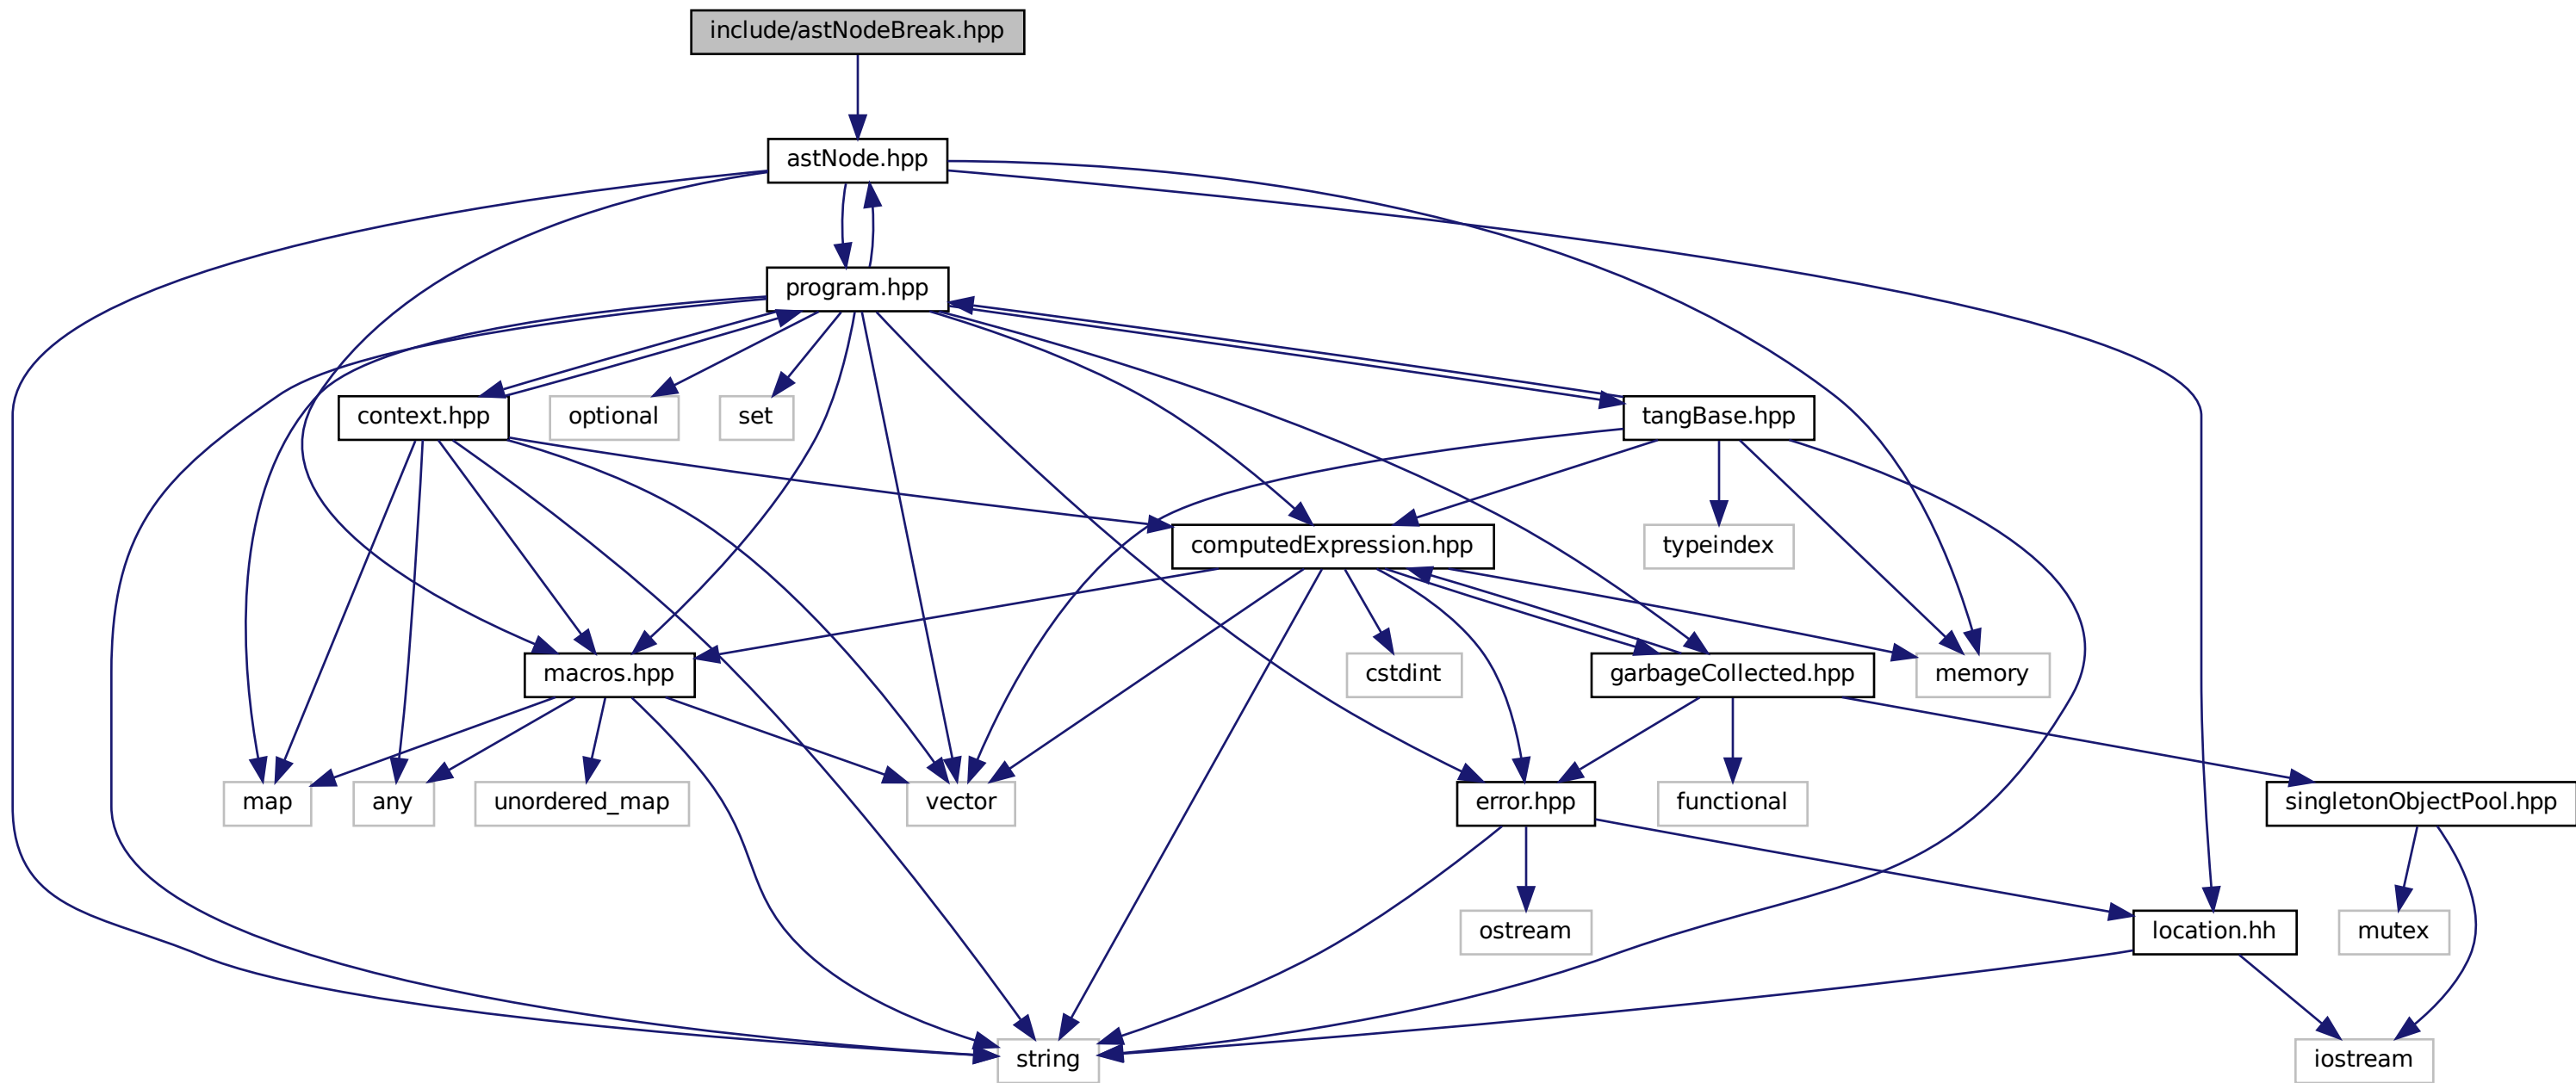 include/astNodeBreak.hpp
astNode.hpp
program.hpp
context.hpp
optional
set
tangBase.hpp
computedExpression.hpp
typeindex
macros.hpp
cstdint
garbageCollected.hpp
memory
map
any
unordered_map
vector
error.hpp
functional
singletonObjectPool.hpp
ostream
location.hh
mutex
string
iostream